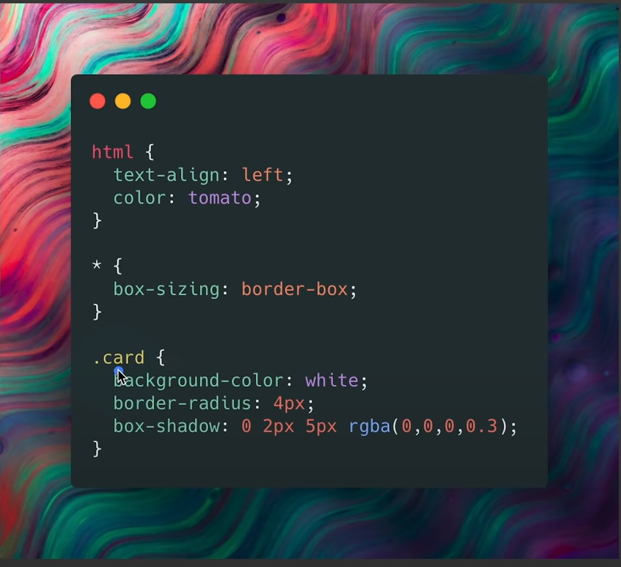 html {
  text-align: left;
  color: tomato;
}

* {
  box-sizing: border-box;
}

.card {
  background-color: white;
  border-radius: 4px;
  box-shadow: 0 2px 5px rgba(0,0,0,0.3);
}